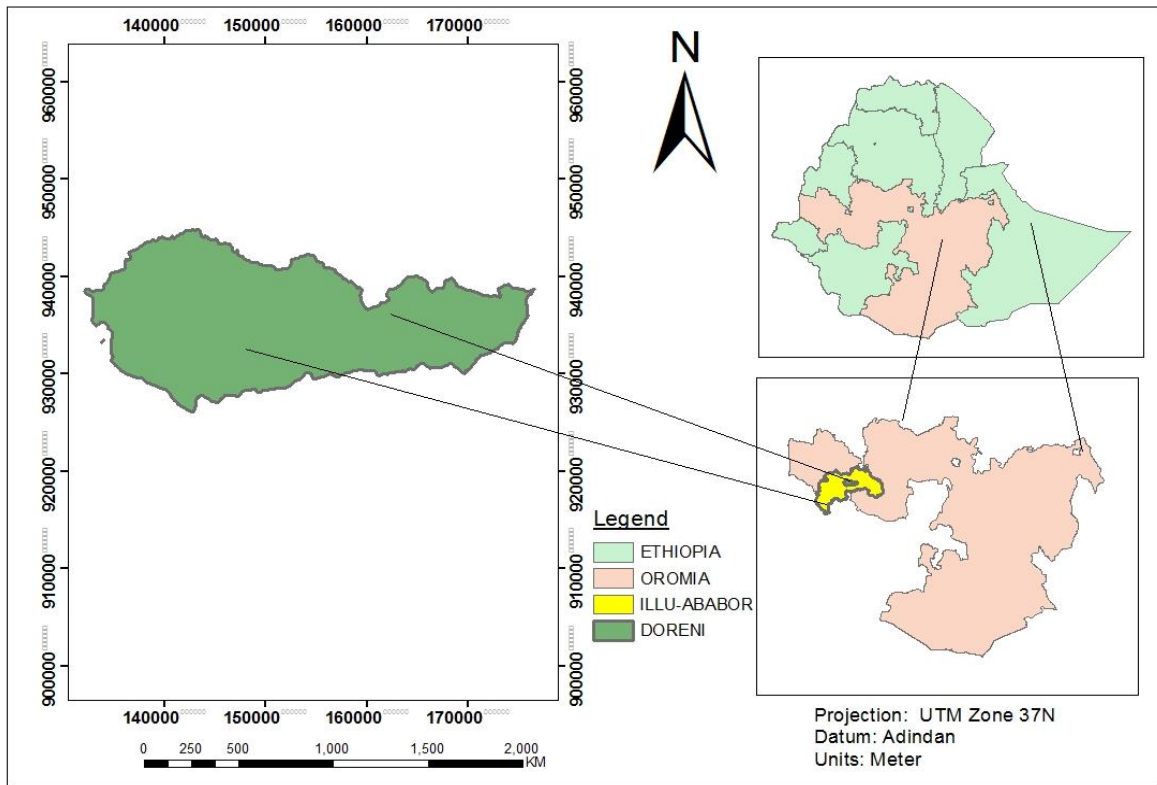 140000 150000 160000 170000
960000 960000
950000 950000
940000 940000
930000 930000
920000 920000
910000 910000
900000 900000
140000 150000 160000 170000
0 250 500 1,000 1,500 2,000
KM
N
Legend
ETHIOPIA
OROMIA
ILLU-ABABOR
DORENI
Projection: UTM Zone 37N
Datum: Adindan
Units: Meter